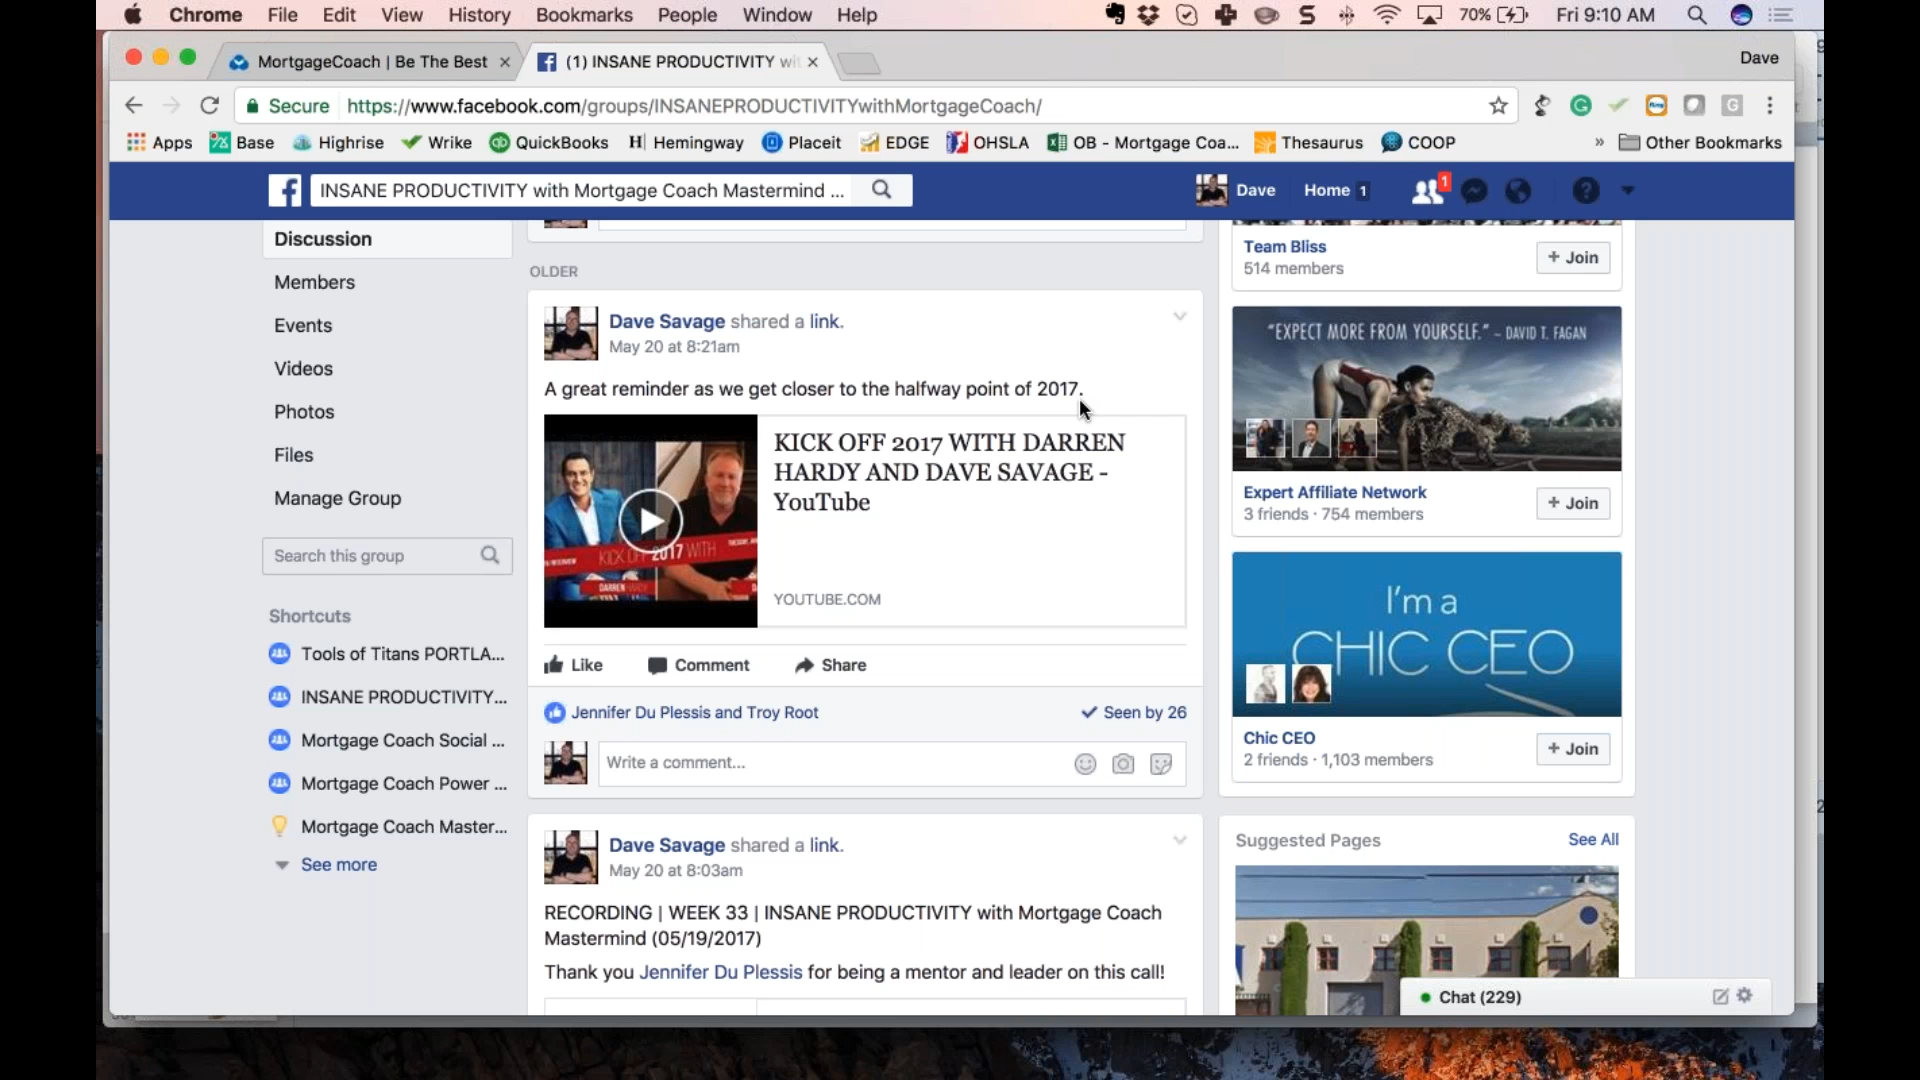 Chrome File Edit View History Bookmarks People Window Help
70% Fri 9:10 AM
MortgageCoach | Be The Best
(1) INSANE PRODUCTIVITY wit
Dave
Secure https://www.facebook.com/groups/INSANEPRODUCTIVITYwithMortgageCoach/
Apps Base Highrise Wrike QuickBooks Hemingway Placeit EDGE OHSLA OB - Mortgage Coa... Thesaurus COOP » Other Bookmarks
INSANE PRODUCTIVITY with Mortgage Coach Mastermind ...
Dave Home 1
1
Discussion
Members
Events
Videos
Photos
Files
Manage Group
Search this group
Shortcuts
Tools of Titans PORTLA...
INSANE PRODUCTIVITY...
Mortgage Coach Social ...
Mortgage Coach Power ...
Mortgage Coach Master...
See more
OLDER
Dave Savage shared a link.
May 20 at 8:21am
A great reminder as we get closer to the halfway point of 2017.
KICK OFF 2017 WITH
DARREN
KICK OFF 2017 WITH DARREN
HARDY AND DAVE SAVAGE -
YouTube
YOUTUBE.COM
Like Comment Share
Jennifer Du Plessis and Troy Root
Seen by 26
Write a comment...
Dave Savage shared a link.
May 20 at 8:03am
RECORDING | WEEK 33 | INSANE PRODUCTIVITY with Mortgage Coach
Mastermind (05/19/2017)
Thank you Jennifer Du Plessis for being a mentor and leader on this call!
Team Bliss
514 members
+ Join
"EXPECT MORE FROM YOURSELF." – DAVID T. FAGAN
Expert Affiliate Network
3 friends · 754 members
+ Join
I'm a
CHIC CEO
Chic CEO
2 friends · 1,103 members
+ Join
Suggested Pages
See All
Chat (229)